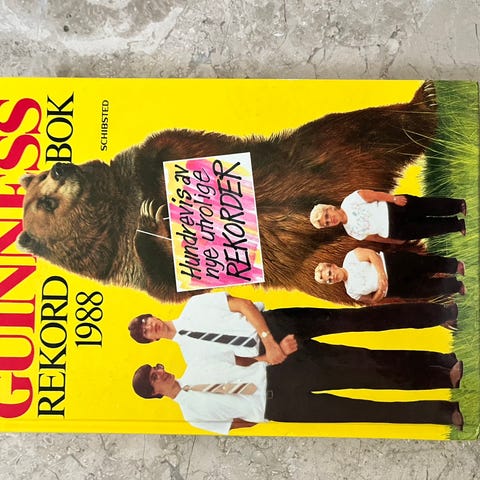 GUINNESS
REKORD BOK
1988
SCHIBSTED
Hundrevis av
nye utrolige
REKORDER